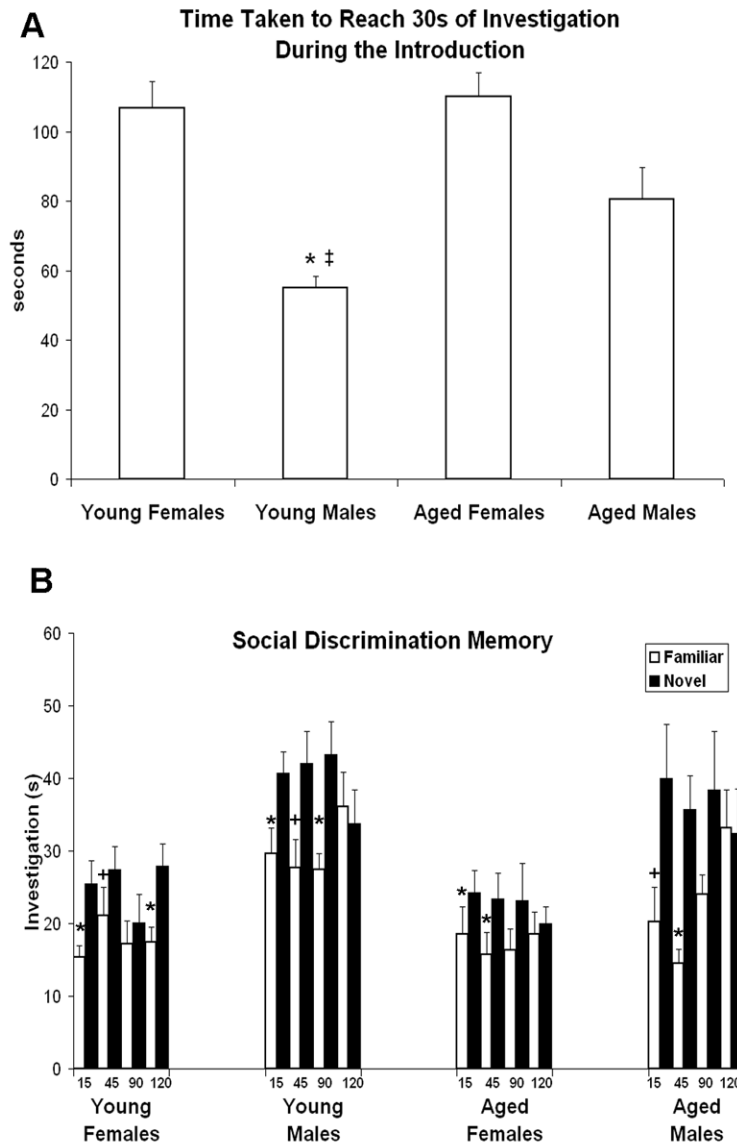 A
Time Taken to Reach 30s of Investigation
During the Introduction
120
100
80
60
40
20
0
seconds
* ‡
Young Females
Young Males
Aged Females
Aged Males
B
Social Discrimination Memory
Familiar
Novel
60
50
40
30
20
10
0
Investigation (s)
* + *
* + *
* *
+ *
15 45 90 120
15 45 90 120
15 45 90 120
15 45 90 120
Young
Females
Young
Males
Aged
Females
Aged
Males